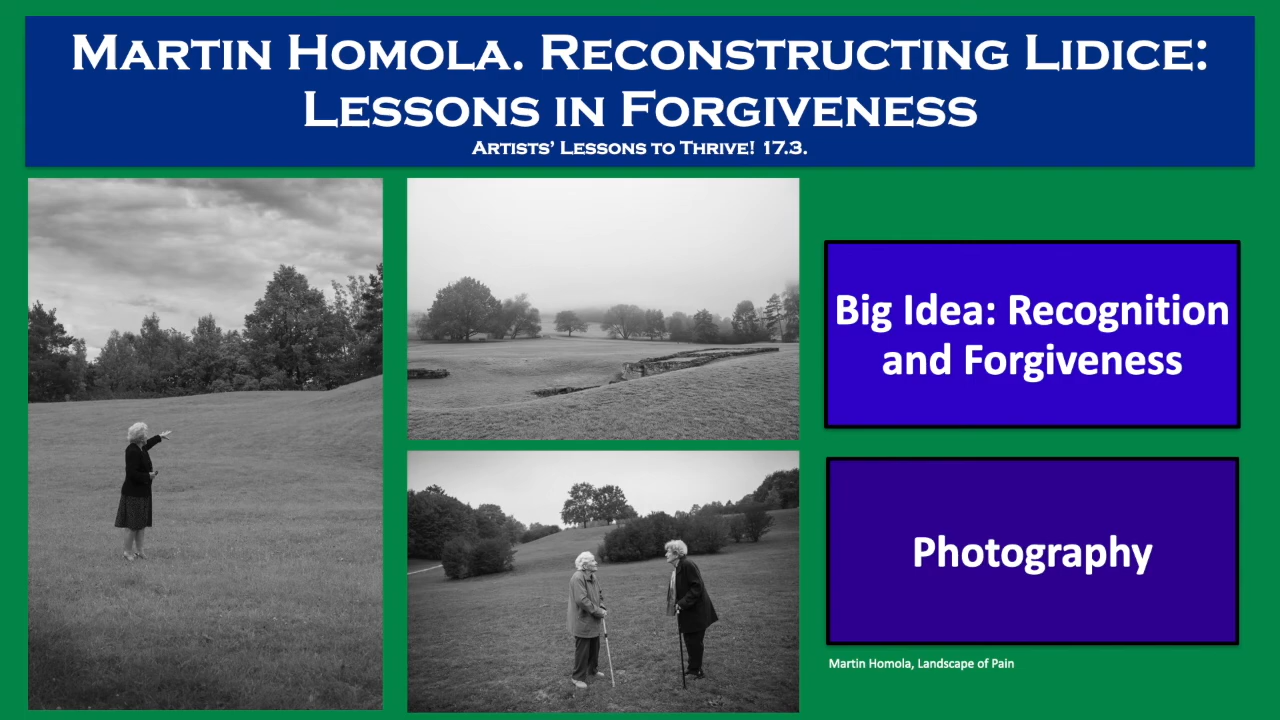 Martin Homola. Reconstructing Lidice:
Lessons in Forgiveness
Artists' Lessons to Thrive! 17.3.
Big Idea: Recognition
and Forgiveness
Photography
Martin Homola, Landscape of Pain